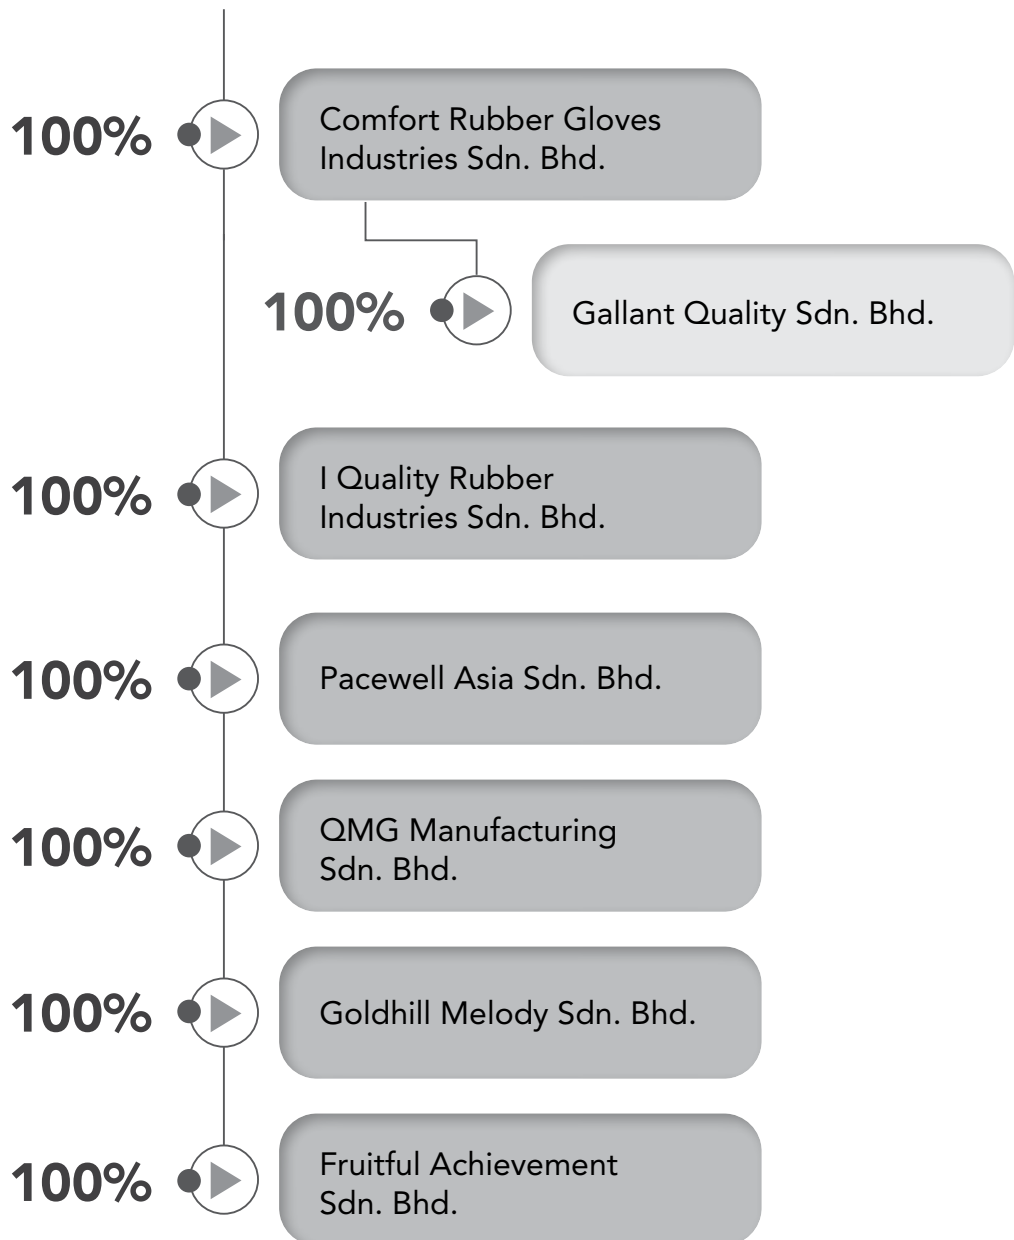 100%
Comfort Rubber Gloves
Industries Sdn. Bhd.
100%
Gallant Quality Sdn. Bhd.
100%
I Quality Rubber
Industries Sdn. Bhd.
100%
Pacewell Asia Sdn. Bhd.
100%
QMG Manufacturing
Sdn. Bhd.
100%
Goldhill Melody Sdn. Bhd.
100%
Fruitful Achievement
Sdn. Bhd.